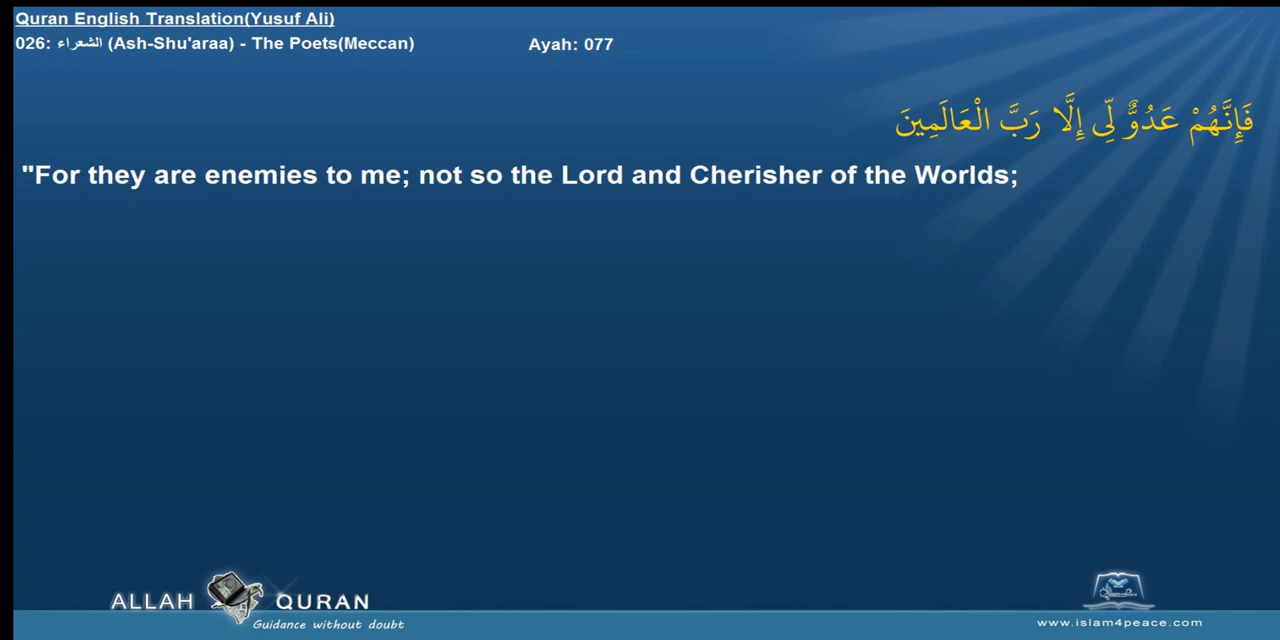 Quran English Translation(Yusuf Ali)
026: الشعراء (Ash-Shu'araa) - The Poets(Meccan) Ayah: 077
فَإِنَّهُمْ عَدُوٌّ لِّي إِلَّا رَبَّ الْعَالَمِينَ
"For they are enemies to me; not so the Lord and Cherisher of the Worlds;
ALLAH QURAN
Guidance without doubt
www.islam4peace.com